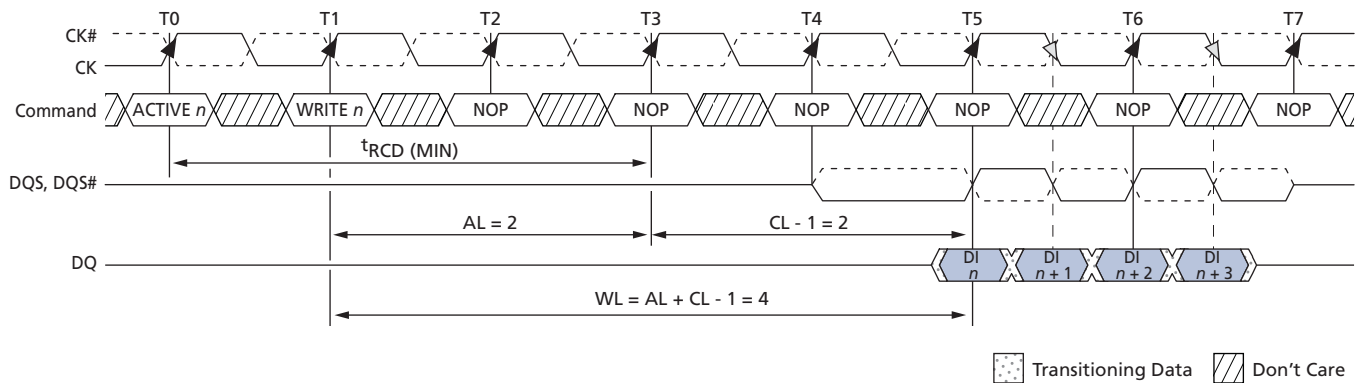 T0 T1 T2 T3 T4 T5 T6 T7
CK#
CK
Command ACTIVE n WRITE n NOP NOP NOP NOP NOP NOP
tRCD (MIN)
DQS, DQS#
AL = 2 CL - 1 = 2
DQ DI n DI n + 1 DI n + 2 DI n + 3
WL = AL + CL - 1 = 4
Transitioning Data Don't Care